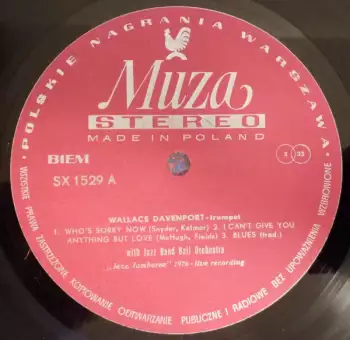 · POLSKIE NAGRANIA WARSZAWA ·
Muza
STEREO
MADE IN POLAND
BIEM
SX 1529 A
33
WALLACE DAVENPORT - trumpet
1. WHO'S SORRY NOW (Snyder, Kalmar) 2. I CAN'T GIVE YOU
ANYTHING BUT LOVE (McHugh, Fields) 3. BLUES (trad.)
with Jazz Band Ball Orchestra
„Jazz Jamboree" 1976 - live recording
WSZYSTKIE PRAWA ZASTRZEŻONE KOPIOWANIE ODTWARZANIE PUBLICZNE I RADIOWE BEZ UPOWAŻNIENIA WZBRONIONE